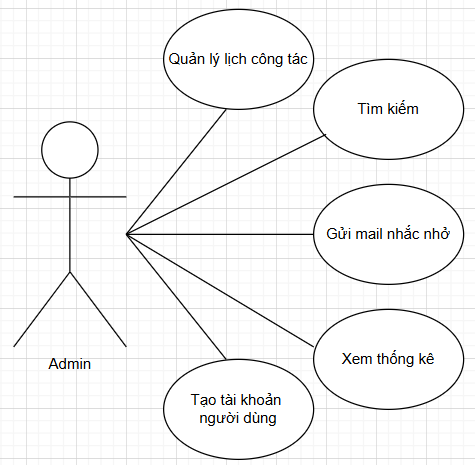 Quản lý lịch công tác
Tìm kiếm
Gửi mail nhắc nhở
Xem thống kê
Admin
Tạo tài khoản
người dùng